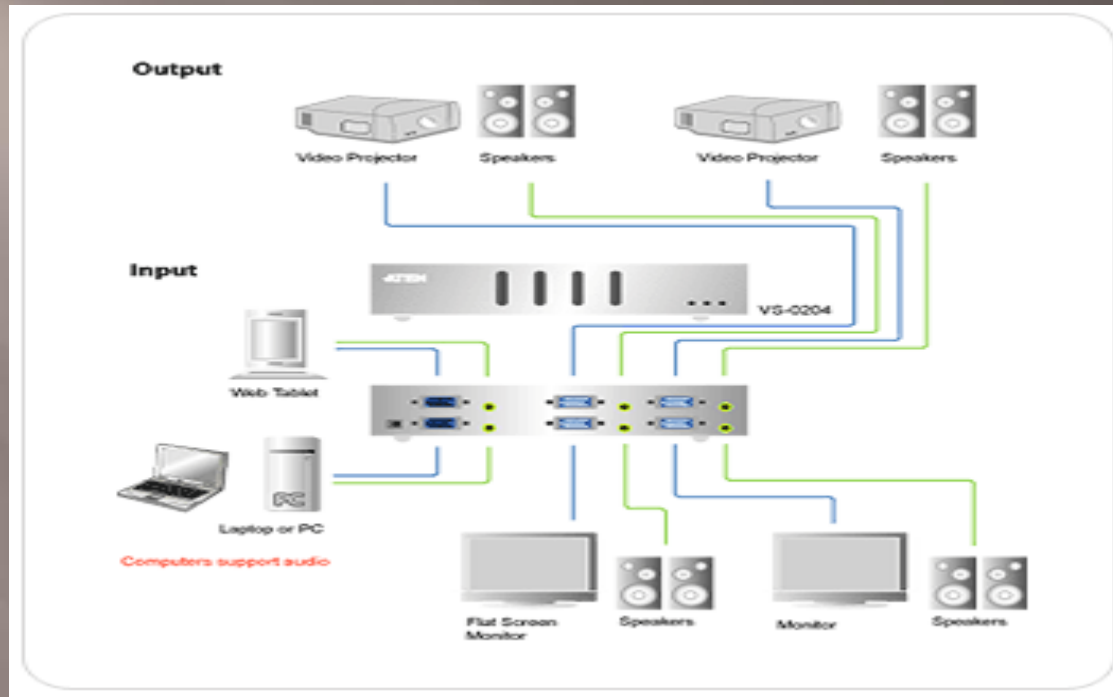 Output
Video Projector
Speakers
Video Projector
Speakers
Input
ATEN
VS-0204
Web Tablet
PC
Laptop or PC
Computers support audio
Flat Screen
Monitor
Speakers
Monitor
Speakers